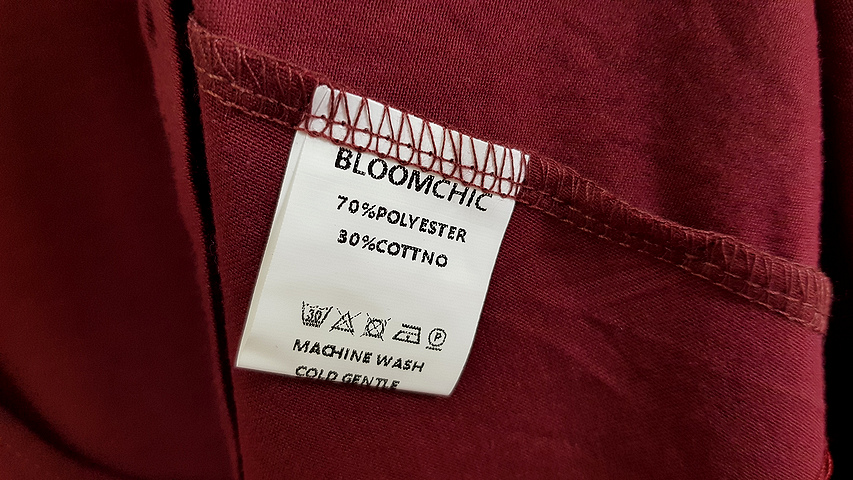 BLOOMCHIC
70%POLYESTER
30%COTTNO
30 P
MACHINE WASH
COLD GENTLE